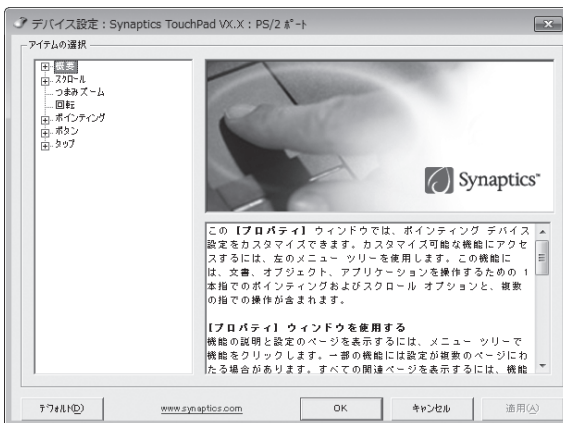 デバイス設定：Synaptics TouchPad VX.X：PS/2 ﾎﾟｰﾄ
アイテムの選択
概要
スクロール
つまみズーム
回転
ポインティング
ボタン
タップ
Synaptics™
この 【プロパティ】 ウィンドウでは、ポインティング デバイス
設定をカスタマイズできます。カスタマイズ可能な機能にアクセ
スするには、左のメニュー ツリーを使用します。この機能に
は、文書、オブジェクト、アプリケーションを操作するための 1
本指でのポインティングおよびスクロール オプションと、複数
の指での操作が含まれます。
【プロパティ】 ウィンドウを使用する
機能の説明と設定のページを表示するには、メニュー ツリーで
機能をクリックします。一部の機能には設定が複数のページにわ
たる場合があります。すべての関連ページを表示するには、機能
ﾃﾞﾌｫﾙﾄ(D)
www.synaptics.com
OK
キャンセル
適用(A)